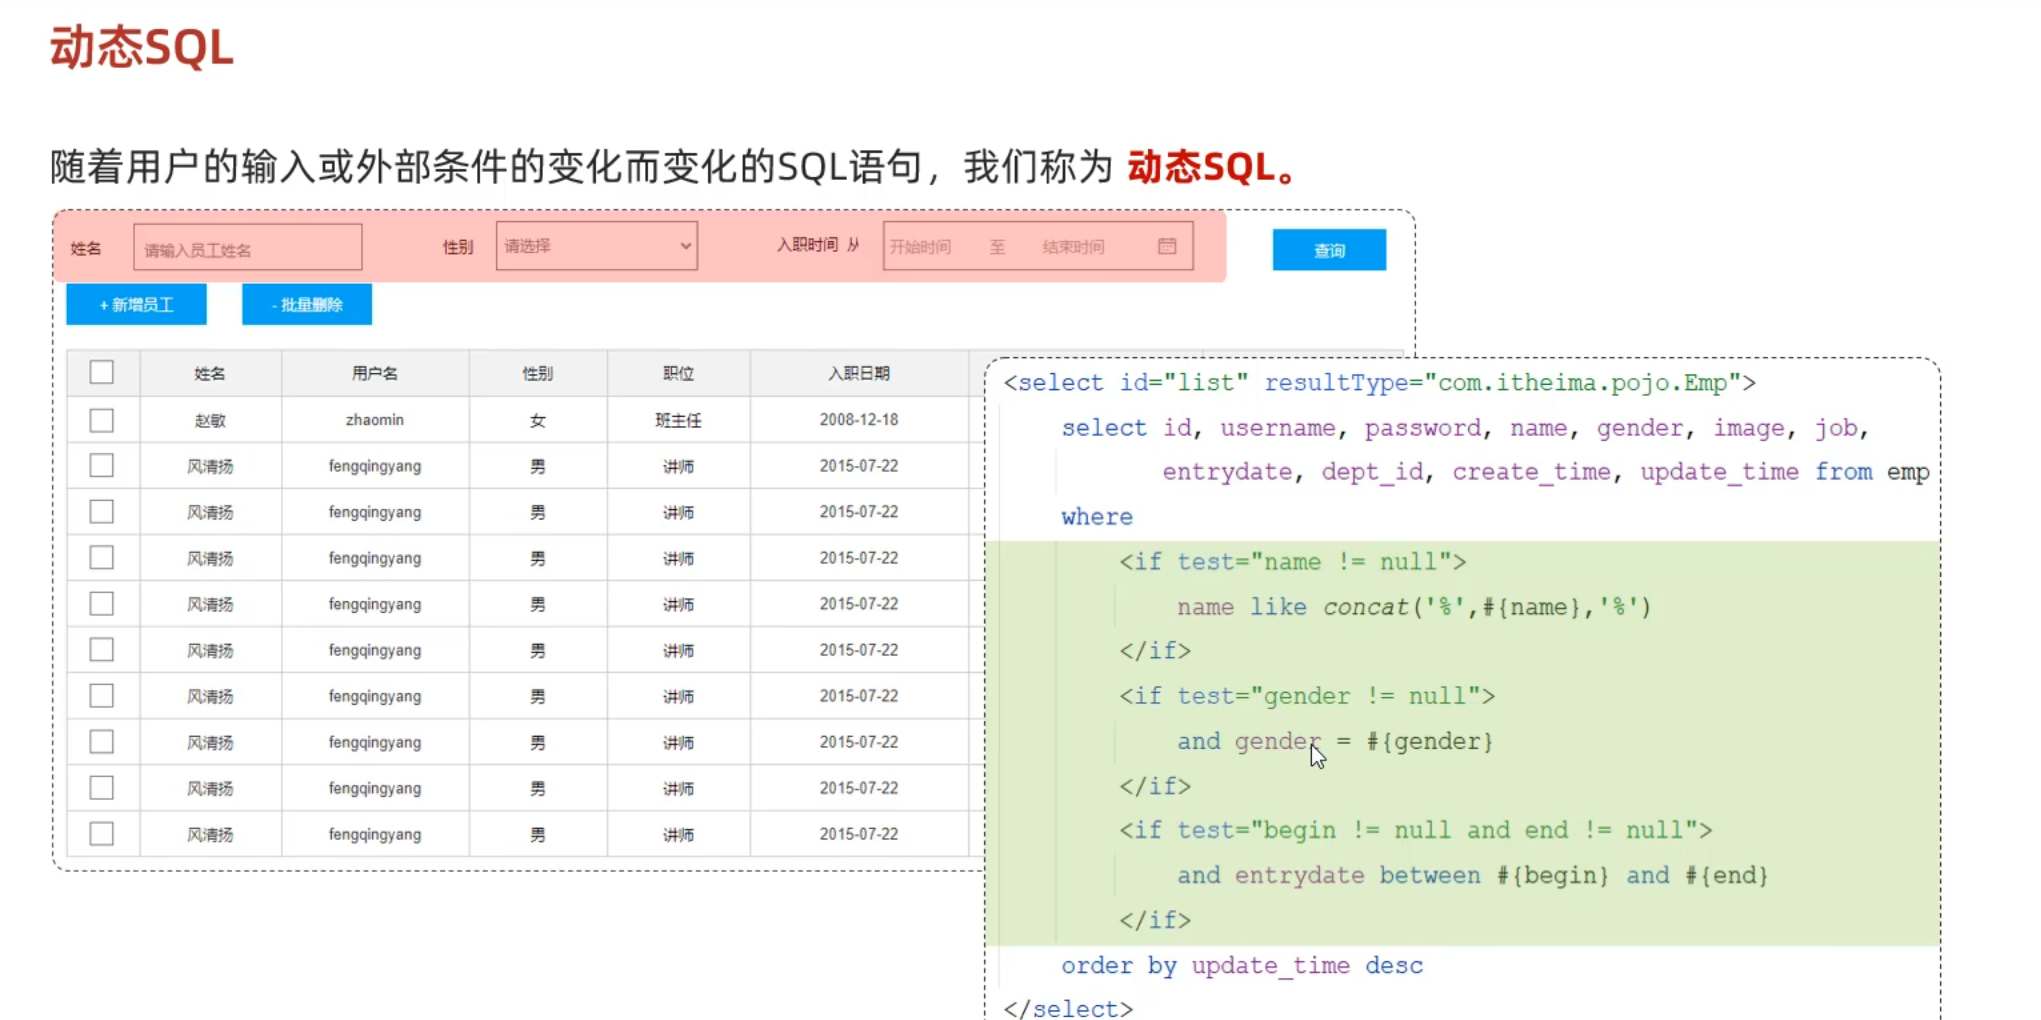 动态SQL
随着用户的输入或外部条件的变化而变化的SQL语句，我们称为 动态SQL。
姓名 请输入员工姓名 性别 请选择 入职时间 从 开始时间 至 结束时间 查询
+ 新增员工 - 批量删除
姓名 用户名 性别 职位 入职日期
赵敏 zhaomin 女 班主任 2008-12-18
风清扬 fengqingyang 男 讲师 2015-07-22
风清扬 fengqingyang 男 讲师 2015-07-22
风清扬 fengqingyang 男 讲师 2015-07-22
风清扬 fengqingyang 男 讲师 2015-07-22
风清扬 fengqingyang 男 讲师 2015-07-22
风清扬 fengqingyang 男 讲师 2015-07-22
风清扬 fengqingyang 男 讲师 2015-07-22
风清扬 fengqingyang 男 讲师 2015-07-22
风清扬 fengqingyang 男 讲师 2015-07-22
<select id="list" resultType="com.itheima.pojo.Emp">
select id, username, password, name, gender, image, job,
entrydate, dept_id, create_time, update_time from emp
where
<if test="name != null">
name like concat('%',#{name},'%')
</if>
<if test="gender != null">
and gender = #{gender}
</if>
<if test="begin != null and end != null">
and entrydate between #{begin} and #{end}
</if>
order by update_time desc
</select>